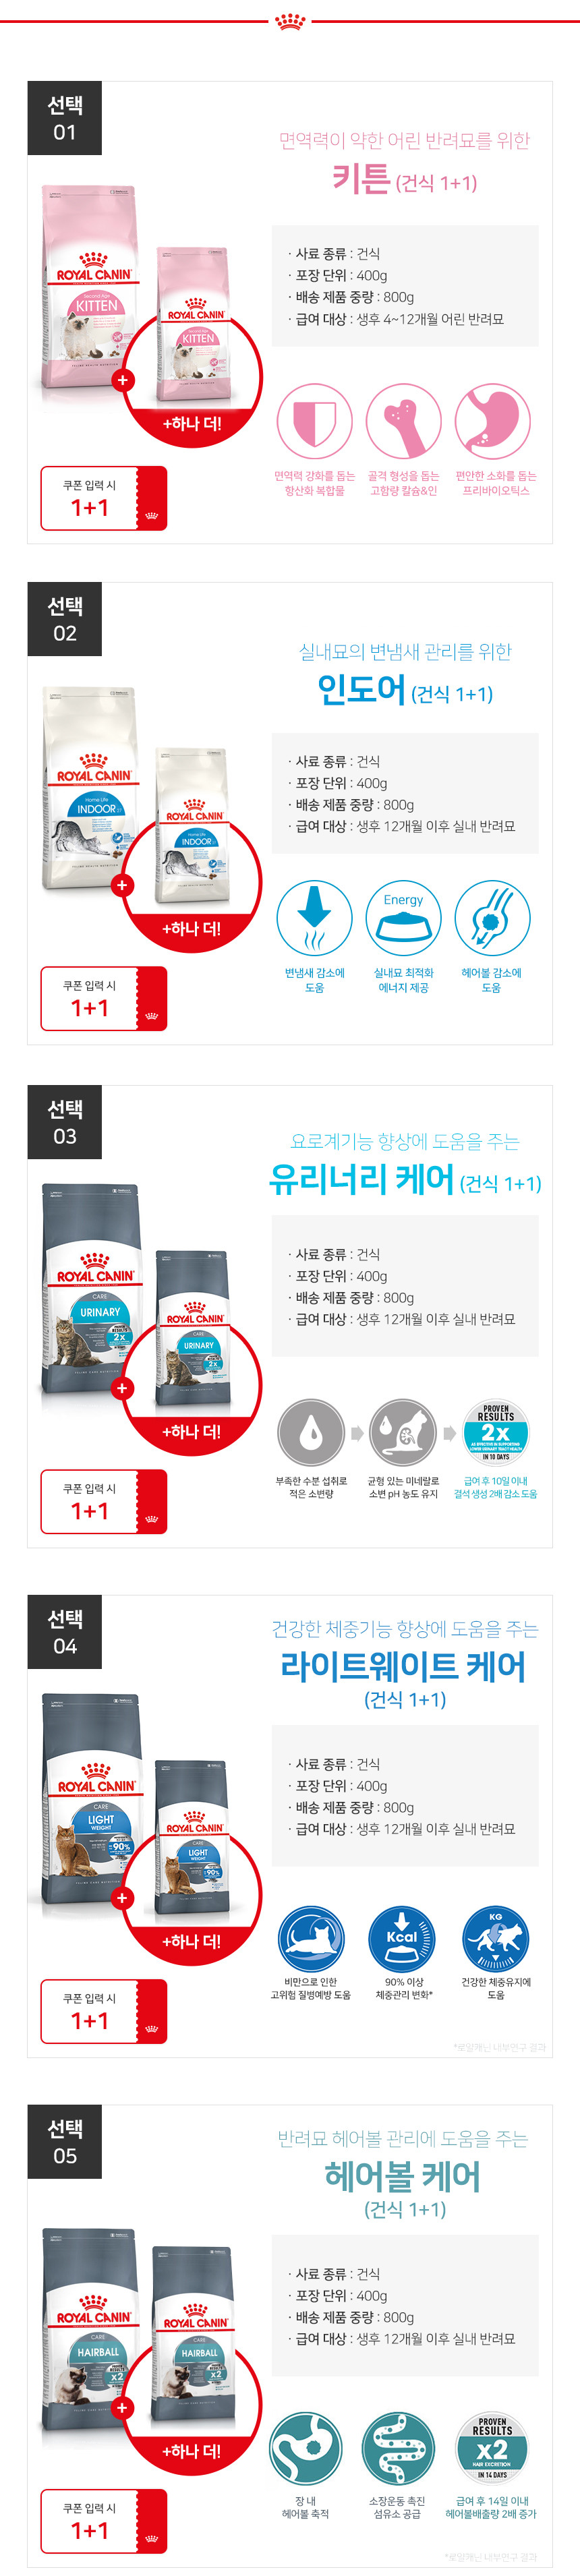 선택
01
면역력이 약한 어린 반려묘를 위한
키튼 (건식 1+1)
· 사료 종류 : 건식
· 포장 단위 : 400g
· 배송 제품 중량 : 800g
· 급여 대상 : 생후 4~12개월 어린 반려묘
ROYAL CANIN
KITTEN
ROYAL CANIN
KITTEN
+
+하나 더!
면역력 강화를 돕는
항산화 복합물
골격 형성을 돕는
고함량 칼슘&인
편안한 소화를 돕는
프리바이오틱스
쿠폰 입력 시
1+1
선택
02
실내묘의 변냄새 관리를 위한
인도어 (건식 1+1)
· 사료 종류 : 건식
· 포장 단위 : 400g
· 배송 제품 중량 : 800g
· 급여 대상 : 생후 12개월 이후 실내 반려묘
ROYAL CANIN
Home Life
INDOOR
ROYAL CANIN
Home Life
INDOOR
+
+하나 더!
Energy
변냄새 감소에
도움
실내묘 최적화
에너지 제공
헤어볼 감소에
도움
쿠폰 입력 시
1+1
선택
03
요로계기능 향상에 도움을 주는
유리너리 케어 (건식 1+1)
· 사료 종류 : 건식
· 포장 단위 : 400g
· 배송 제품 중량 : 800g
· 급여 대상 : 생후 12개월 이후 실내 반려묘
ROYAL CANIN
CARE
URINARY
2x
ROYAL CANIN
CARE
URINARY
2x
+
+하나 더!
PROVEN
RESULTS
2x
IN 10 DAYS
부족한 수분 섭취로
적은 소변량
균형 있는 미네랄로
소변 pH 농도 유지
급여 후 10일 이내
결석 생성 2배 감소 도움
쿠폰 입력 시
1+1
선택
04
건강한 체중기능 향상에 도움을 주는
라이트웨이트 케어
(건식 1+1)
· 사료 종류 : 건식
· 포장 단위 : 400g
· 배송 제품 중량 : 800g
· 급여 대상 : 생후 12개월 이후 실내 반려묘
ROYAL CANIN
CARE
LIGHT
WEIGHT
90%
ROYAL CANIN
CARE
LIGHT
WEIGHT
90%
+
+하나 더!
Kcal
KG
비만으로 인한
고위험 질병예방 도움
90% 이상
체중관리 변화*
건강한 체중유지에
도움
쿠폰 입력 시
1+1
*로얄캐닌 내부연구 결과
선택
05
반려묘 헤어볼 관리에 도움을 주는
헤어볼 케어
(건식 1+1)
· 사료 종류 : 건식
· 포장 단위 : 400g
· 배송 제품 중량 : 800g
· 급여 대상 : 생후 12개월 이후 실내 반려묘
ROYAL CANIN
CARE
HAIRBALL
x2
ROYAL CANIN
CARE
HAIRBALL
x2
+
+하나 더!
PROVEN
RESULTS
x2
HAIR EXCRETION
IN 14 DAYS
장 내
헤어볼 축적
소장운동 촉진
섬유소 공급
급여 후 14일 이내
헤어볼배출량 2배 증가
쿠폰 입력 시
1+1
*로얄캐닌 내부연구 결과